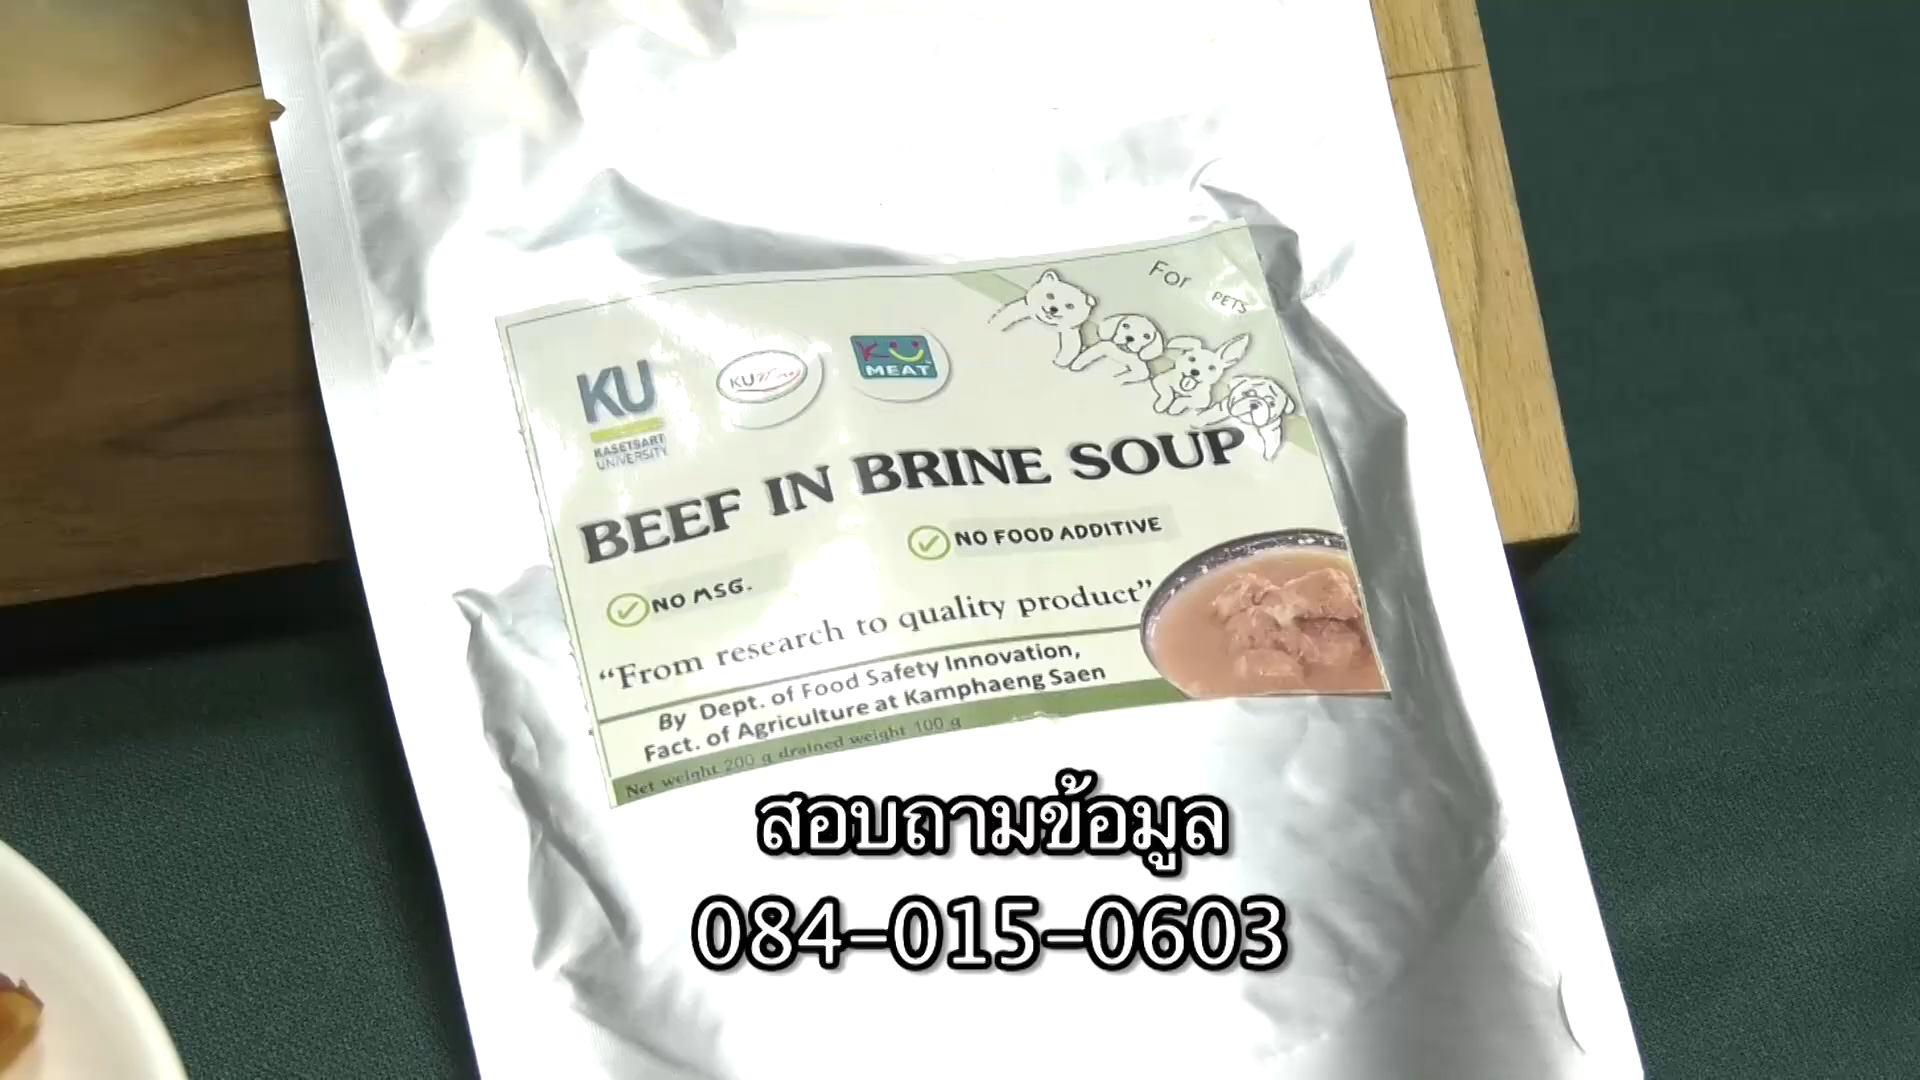 For PETS
KU
KASETSART
UNIVERSITY
KU
KU
MEAT
BEEF IN BRINE SOUP
NO MSG.
NO FOOD ADDITIVE
“From research to quality product”
By Dept. of Food Safety Innovation,
Fact. of Agriculture at Kamphaeng Saen
Net weight 200 g drained weight 100 g
สอบถามข้อมูล
084-015-0603